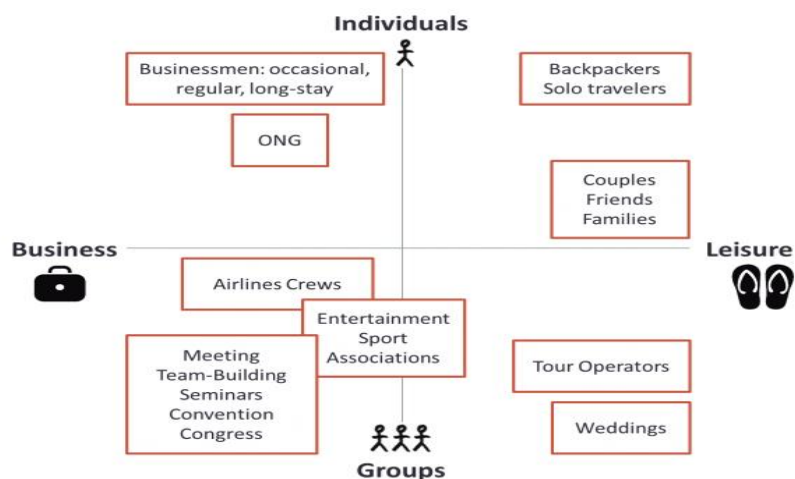 Individuals
Businessmen: occasional,
regular, long-stay
Backpackers
Solo travelers
ONG
Couples
Friends
Families
Business
Leisure
Airlines Crews
Entertainment
Sport
Associations
Meeting
Team-Building
Seminars
Convention
Congress
Tour Operators
Weddings
Groups